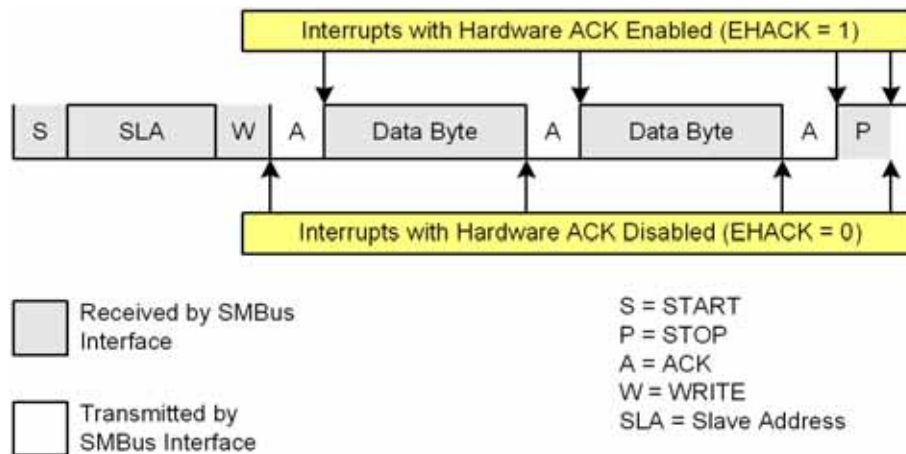 Interrupts with Hardware ACK Enabled (EHACK = 1)
S SLA W A Data Byte A Data Byte A P
Interrupts with Hardware ACK Disabled (EHACK = 0)
Received by SMBus
Interface
Transmitted by
SMBus Interface
S = START
P = STOP
A = ACK
W = WRITE
SLA = Slave Address